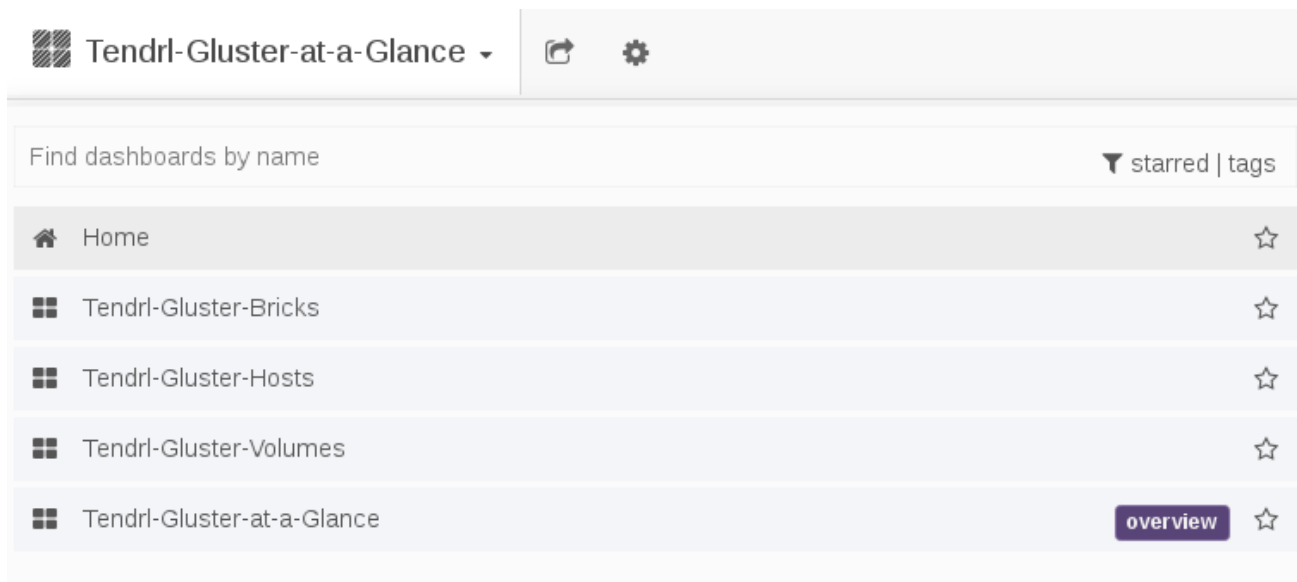 Tendrl-Gluster-at-a-Glance
Find dashboards by name starred | tags
Home
Tendrl-Gluster-Bricks
Tendrl-Gluster-Hosts
Tendrl-Gluster-Volumes
Tendrl-Gluster-at-a-Glance overview